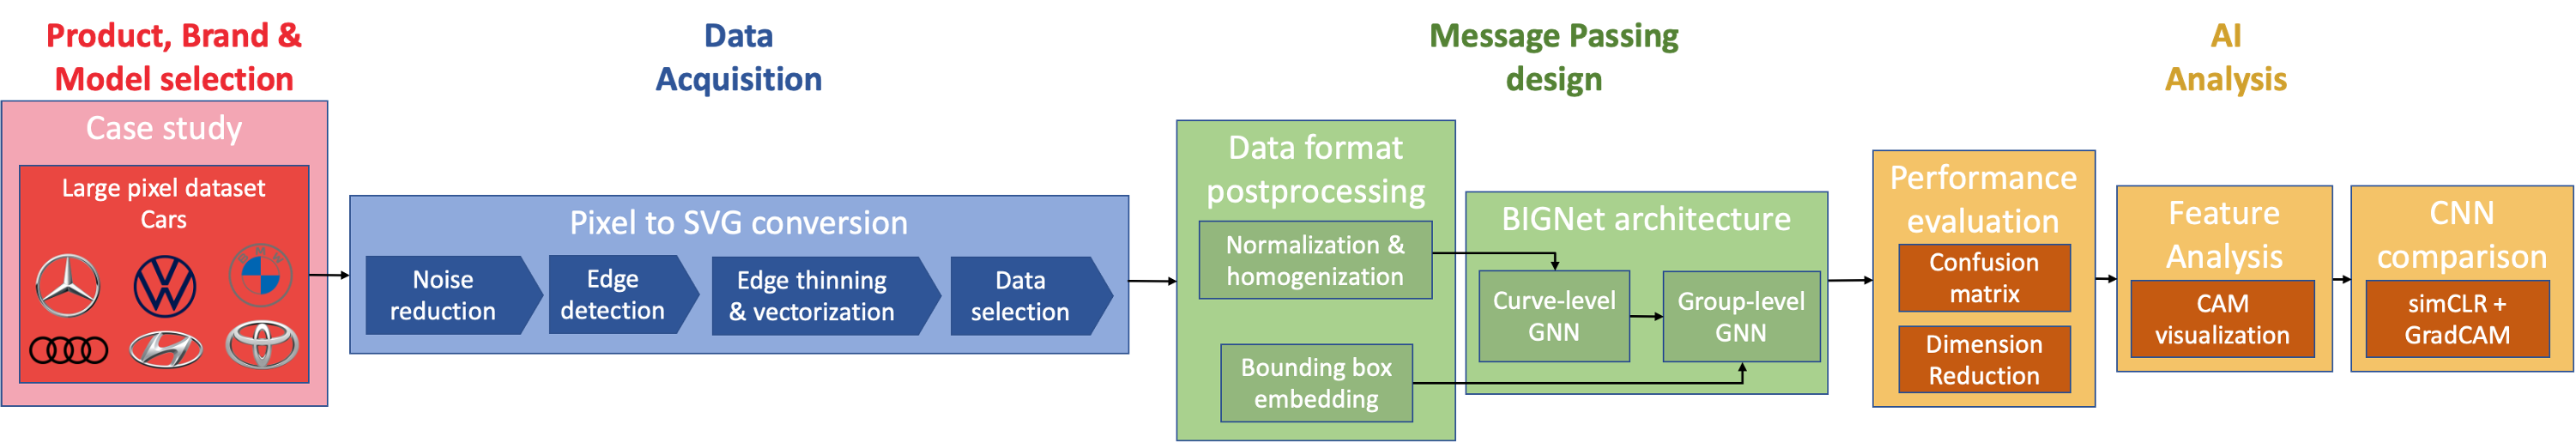 Product, Brand &
Model selection
Data
Acquisition
Message Passing
design
AI
Analysis
Case study
Large pixel dataset
Cars
BMW
Pixel to SVG conversion
Noise
reduction
Edge
detection
Edge thinning
& vectorization
Data
selection
Data format
postprocessing
Normalization &
homogenization
Bounding box
embedding
BIGNet architecture
Curve-level
GNN
Group-level
GNN
Performance
evaluation
Confusion
matrix
Dimension
Reduction
Feature
Analysis
CAM
visualization
CNN
comparison
simCLR +
GradCAM